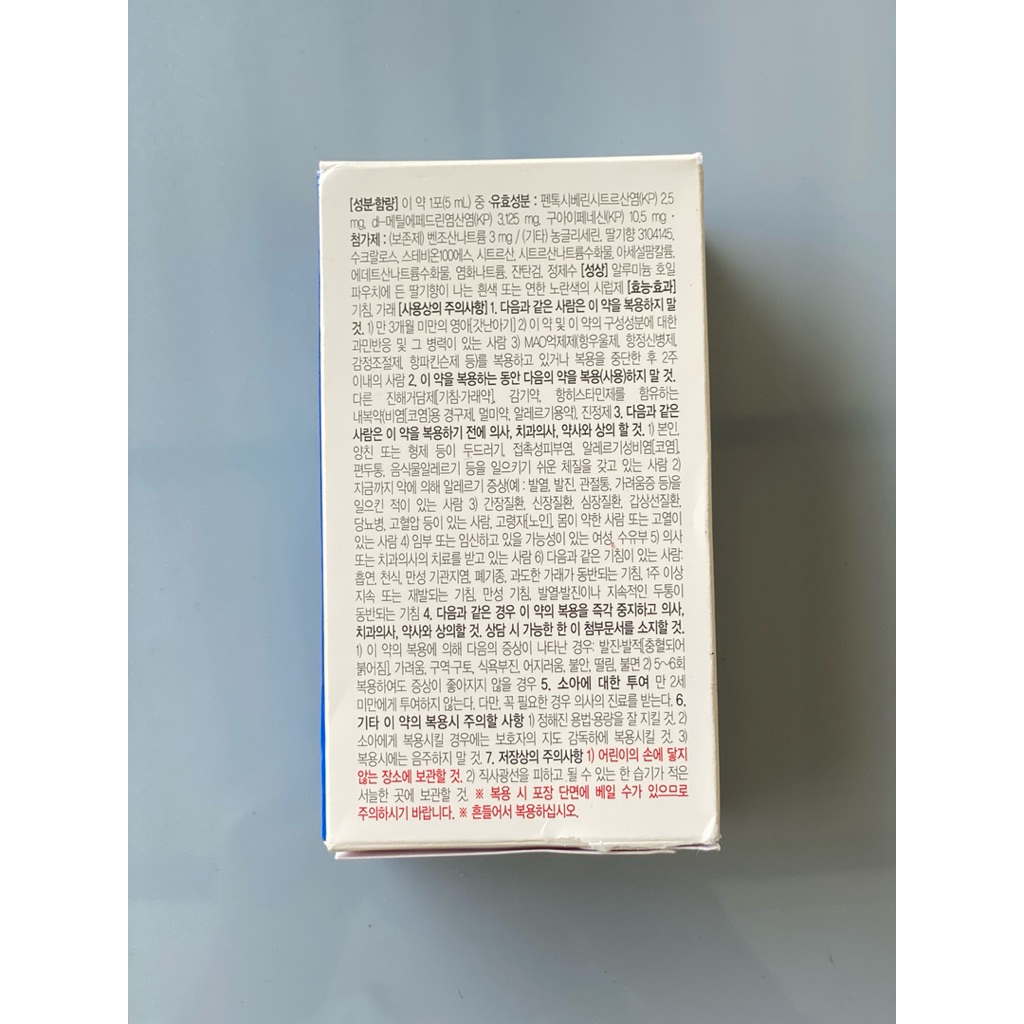 [성분·함량] 이 약 1포(5 mL) 중 ·유효성분 : 펜톡시베린시트르산염(KP) 2.5
mg, dl-메틸에페드린염산염(KP) 3.125 mg, 구아이페네신(KP) 10.5 mg ·
첨가제 : (보존제) 벤조산나트륨 3 mg / (기타) 농글리세린, 딸기향 3104145,
수크랄로스, 스테비온100에스, 시트르산, 시트르산나트륨수화물, 아세설팜칼륨,
에데트산나트륨수화물, 염화나트륨, 잔탄검, 정제수 [성상] 알루미늄 호일
파우치에 든 딸기향이 나는 흰색 또는 연한 노란색의 시럽제 [효능·효과]
기침, 가래 [사용상의 주의사항] 1. 다음과 같은 사람은 이 약을 복용하지 말
것. 1) 만 3개월 미만의 영아[갓난아기] 2) 이 약 및 이 약의 구성성분에 대한
과민반응 및 그 병력이 있는 사람 3) MAO억제제(항우울제, 항정신병제,
감정조절제, 항파킨슨제 등)를 복용하고 있거나 복용을 중단한 후 2주
이내의 사람 2. 이 약을 복용하는 동안 다음의 약을 복용(사용)하지 말 것.
다른 진해거담제[기침·가래약], 감기약, 항히스타민제를 함유하는
내복약(비염[코염]용 경구제, 멀미약, 알레르기용약), 진정제 3. 다음과 같은
사람은 이 약을 복용하기 전에 의사, 치과의사, 약사와 상의 할 것. 1) 본인,
양친 또는 형제 등이 두드러기, 접촉성피부염, 알레르기성비염[코염],
편두통, 음식물알레르기 등을 일으키기 쉬운 체질을 갖고 있는 사람 2)
지금까지 약에 의해 알레르기 증상(예 : 발열, 발진, 관절통, 가려움증 등)을
일으킨 적이 있는 사람 3) 간장질환, 신장질환, 심장질환, 갑상선질환,
당뇨병, 고혈압 등이 있는 사람, 고령자[노인], 몸이 약한 사람 또는 고열이
있는 사람 4) 임부 또는 임신하고 있을 가능성이 있는 여성, 수유부 5) 의사
또는 치과의사의 치료를 받고 있는 사람 6) 다음과 같은 기침이 있는 사람:
흡연, 천식, 만성 기관지염, 폐기종, 과도한 가래가 동반되는 기침, 1주 이상
지속 또는 재발되는 기침, 만성 기침, 발열·발진이나 지속적인 두통이
동반되는 기침 4. 다음과 같은 경우 이 약의 복용을 즉각 중지하고 의사,
치과의사, 약사와 상의할 것. 상담 시 가능한 한 이 첨부문서를 소지할 것.
1) 이 약의 복용에 의해 다음의 증상이 나타난 경우: 발진·발적[충혈되어
붉어짐], 가려움, 구역·구토, 식욕부진, 어지러움, 불안, 떨림, 불면 2) 5~6회
복용하여도 증상이 좋아지지 않을 경우 5. 소아에 대한 투여 만 2세
미만에게 투여하지 않는다. 다만, 꼭 필요한 경우 의사의 진료를 받는다. 6.
기타 이 약의 복용시 주의할 사항 1) 정해진 용법·용량을 잘 지킬 것. 2)
소아에게 복용시킬 경우에는 보호자의 지도 감독하에 복용시킬 것. 3)
복용시에는 음주하지 말 것. 7. 저장상의 주의사항 1) 어린이의 손에 닿지
않는 장소에 보관할 것. 2) 직사광선을 피하고 될 수 있는 한 습기가 적은
서늘한 곳에 보관할 것. ※ 복용 시 포장 단면에 베일 수가 있으므로
주의하시기 바랍니다. ※ 흔들어서 복용하십시오.